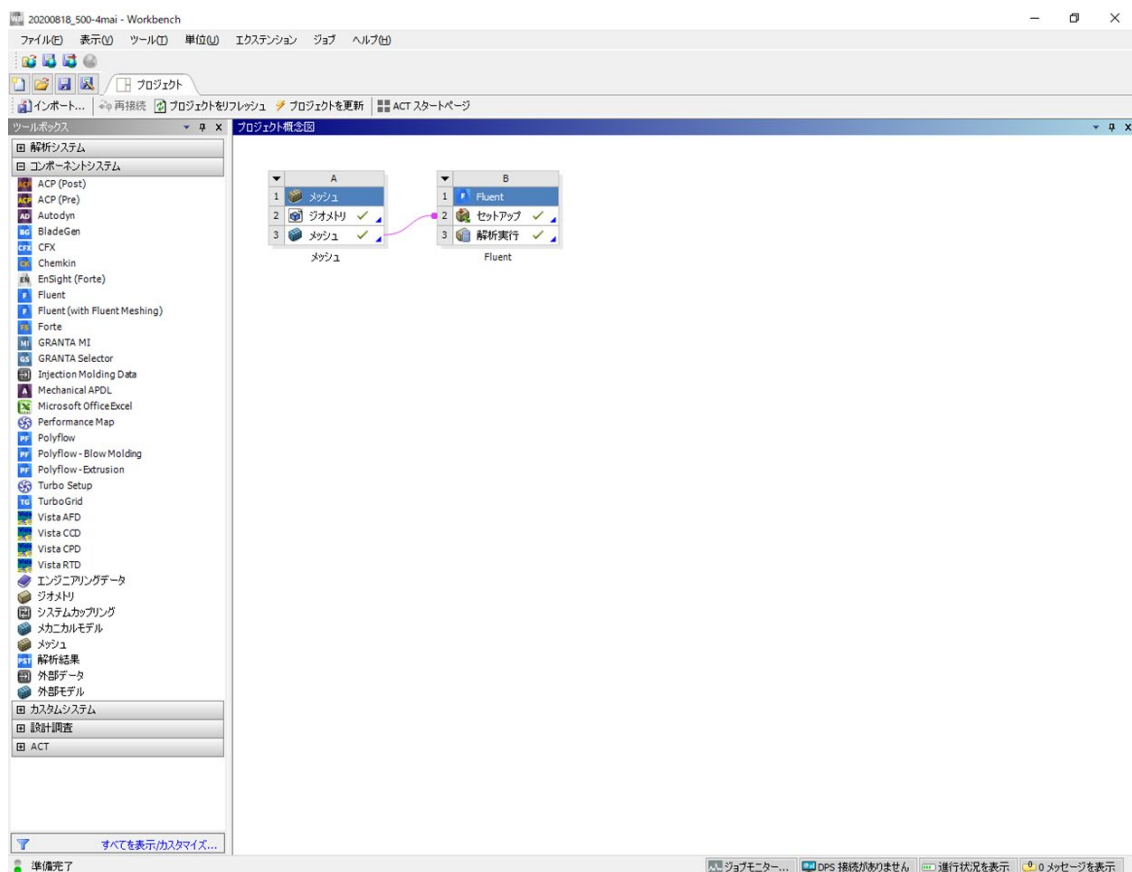 20200818_500-4mai - Workbench
ファイル(F) 表示(V) ツール(T) 単位(U) エクステンション ジョブ ヘルプ(H)
プロジェクト
インポート... 再接続 プロジェクトをリフレッシュ プロジェクトを更新 ACT スタートページ
ツールボックス
プロジェクト概念図
解析システム
コンポーネントシステム
ACP (Post)
ACP (Pre)
Autodyn
BladeGen
CFX
Chemkin
EnSight (Forte)
Fluent
Fluent (with Fluent Meshing)
Forte
GRANTA MI
GRANTA Selector
Injection Molding Data
Mechanical APDL
Microsoft Office Excel
Performance Map
Polyflow
Polyflow - Blow Molding
Polyflow - Extrusion
Turbo Setup
TurboGrid
Vista AFD
Vista CCD
Vista CPD
Vista RTD
エンジニアリングデータ
ジオメトリ
システムカップリング
メカニカルモデル
メッシュ
解析結果
外部データ
外部モデル
カスタムシステム
設計調査
ACT
すべてを表示/カスタマイズ...
A
1 メッシュ
2 ジオメトリ
3 メッシュ
メッシュ
B
1 Fluent
2 セットアップ
3 解析実行
Fluent
準備完了
ジョブモニター... DPS 接続がありません 進行状況を表示 0 メッセージを表示